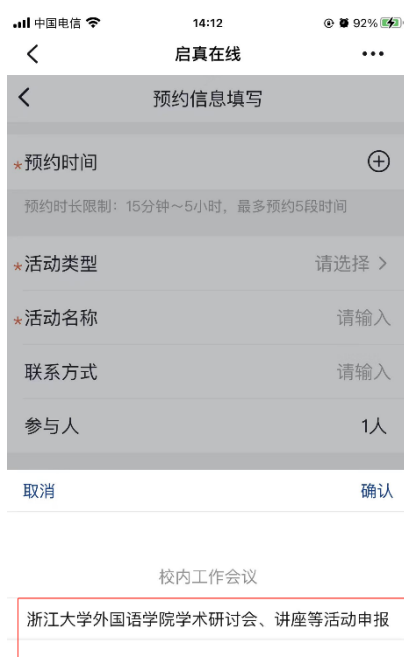 中国电信 14:12 92%
启真在线
预约信息填写
*预约时间
预约时长限制：15分钟～5小时，最多预约5段时间
*活动类型 请选择
*活动名称 请输入
联系方式 请输入
参与人 1人
取消 确认
校内工作会议
浙江大学外国语学院学术研讨会、讲座等活动申报